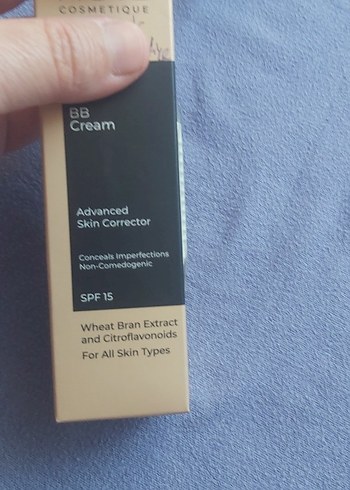 COSMETIQUE
BB
Cream
Advanced
Skin Corrector
Conceals Imperfections
Non-Comedogenic
SPF 15
Wheat Bran Extract
and Citroflavonoids
For All Skin Types